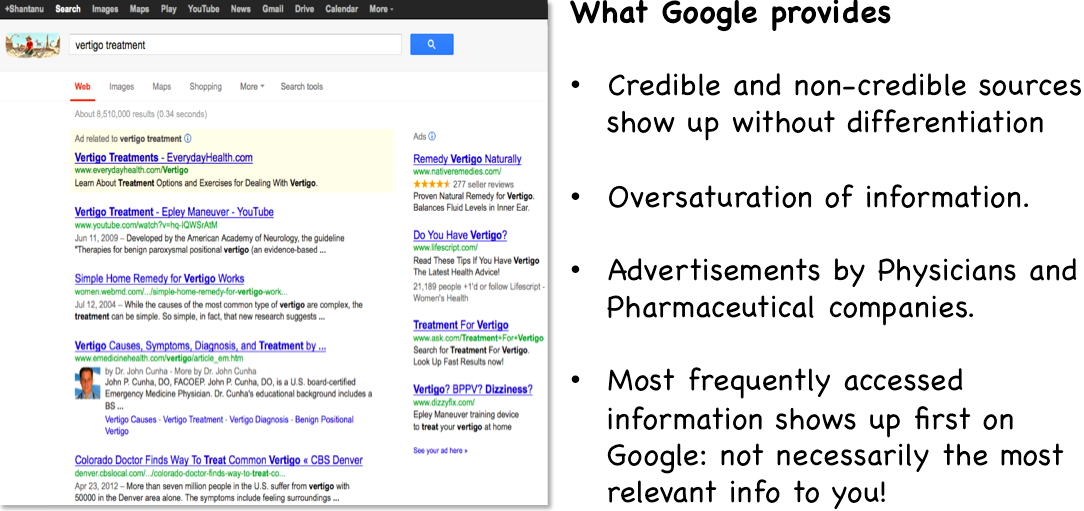 +Shantanu Search Images Maps Play YouTube News Gmail Drive Calendar More
vertigo treatment
Web Images Maps Shopping More Search tools
About 8,510,000 results (0.34 seconds)
Ad related to vertigo treatment
Vertigo Treatments - EverydayHealth.com
www.everydayhealth.com/Vertigo
Learn About Treatment Options and Exercises for Dealing With Vertigo.
Vertigo Treatment - Epley Maneuver - YouTube
www.youtube.com/watch?v=hq-IQWSrAtM
Jun 11, 2009 – Developed by the American Academy of Neurology, the guideline
"Therapies for benign paroxysmal positional vertigo (an evidence-based ...
Simple Home Remedy for Vertigo Works
women.webmd.com/.../simple-home-remedy-for-vertigo-work...
Jul 12, 2004 – While the causes of the most common type of vertigo are complex, the
treatment can be simple. So simple, in fact, that new research suggests ...
Vertigo Causes, Symptoms, Diagnosis, and Treatment by ...
www.emedicinehealth.com/vertigo/article_em.htm
by Dr. John Cunha - More by Dr. John Cunha
John P. Cunha, DO, FACOEP. John P. Cunha, DO, is a U.S. board-certified
Emergency Medicine Physician. Dr. Cunha's educational background includes a
BS ...
Vertigo Causes - Vertigo Treatment - Vertigo Diagnosis - Benign Positional
Vertigo
Colorado Doctor Finds Way To Treat Common Vertigo « CBS Denver
denver.cbslocal.com/.../colorado-doctor-finds-way-to-treat-co...
Apr 23, 2012 – More than seven million people in the U.S. suffer from vertigo with
50000 in the Denver area alone. The symptoms include feeling surroundings ...
Ads
Remedy Vertigo Naturally
www.nativeremedies.com/
277 seller reviews
Proven Natural Remedy for Vertigo.
Balances Fluid Levels in Inner Ear.
Do You Have Vertigo?
www.lifescript.com/
Read These Tips If You Have Vertigo
The Latest Health Advice!
21,189 people +1'd or follow Lifescript -
Women's Health
Treatment For Vertigo
www.ask.com/Treatment+For+Vertigo
Search for Treatment For Vertigo.
Look Up Fast Results now!
Vertigo? BPPV? Dizziness?
www.dizzyfix.com/
Epley Maneuver training device
to treat your vertigo at home
See your ad here »
What Google provides
• Credible and non-credible sources
show up without differentiation
• Oversaturation of information.
• Advertisements by Physicians and
Pharmaceutical companies.
• Most frequently accessed
information shows up first on
Google: not necessarily the most
relevant info to you!